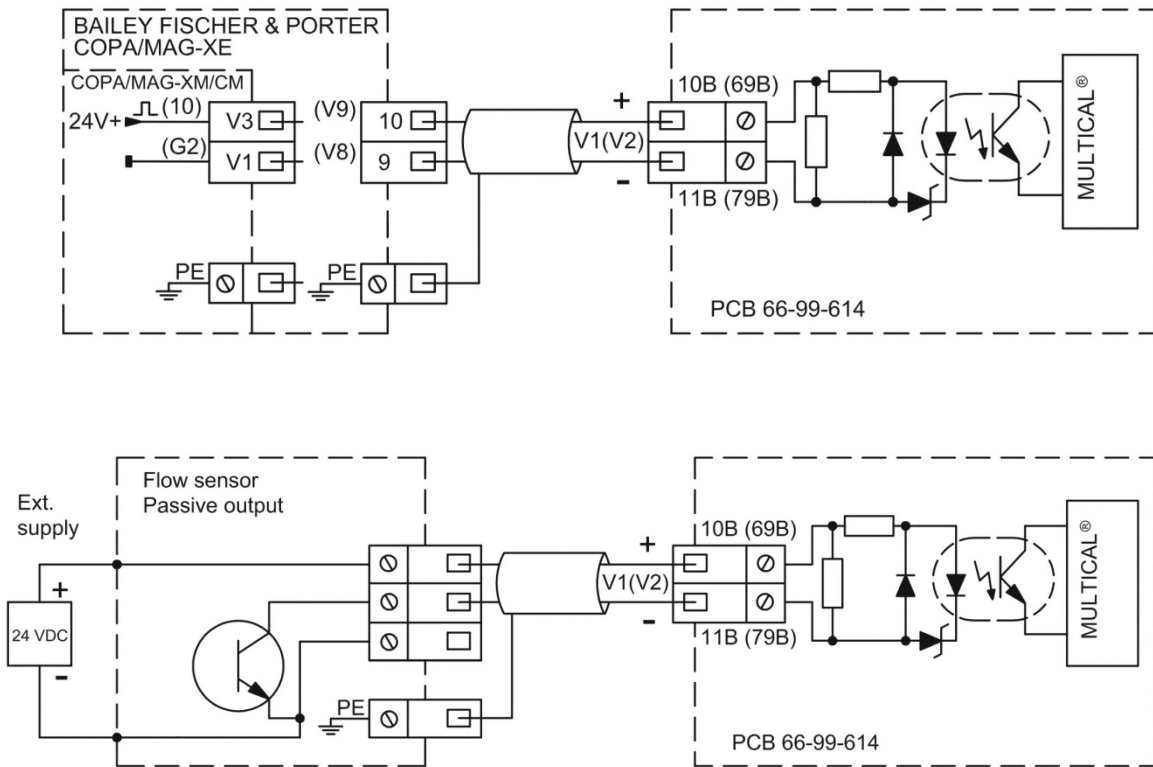 BAILEY FISCHER & PORTER
COPA/MAG-XE
COPA/MAG-XM/CM
24V+
(10)
V3
(V9)
10
(G2)
V1
(V8)
9
PE
PE
+
10B (69B)
V1(V2)
-
11B (79B)
MULTICAL®
PCB 66-99-614
Flow sensor
Passive output
Ext.
supply
+
24 VDC
-
PE
+
10B (69B)
V1(V2)
-
11B (79B)
MULTICAL®
PCB 66-99-614